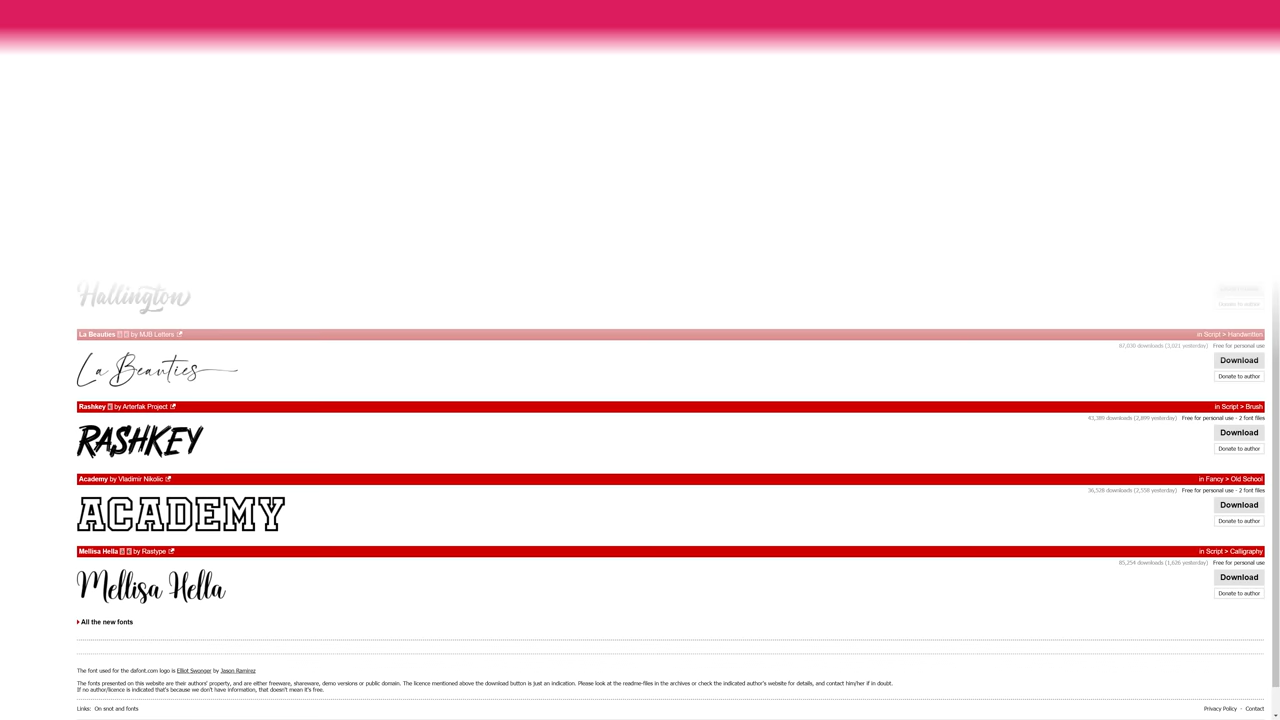 Hallington
Donate to author
La Beauties by MJB Letters in Script > Handwritten
87,030 downloads (3,021 yesterday) Free for personal use
La Beauties
Download
Donate to author
Rashkey by Arterfak Project in Script > Brush
43,389 downloads (2,899 yesterday) Free for personal use - 2 font files
RASHKEY
Download
Donate to author
Academy by Vladimir Nikolic in Fancy > Old School
36,528 downloads (2,558 yesterday) Free for personal use - 2 font files
ACADEMY
Download
Donate to author
Mellisa Hella by Rastype in Script > Calligraphy
85,254 downloads (1,626 yesterday) Free for personal use
Mellisa Hella
Download
Donate to author
All the new fonts
The font used for the dafont.com logo is Elliot Swonger by Jason Ramirez
The fonts presented on this website are their authors' property, and are either freeware, shareware, demo versions or public domain. The licence mentioned above the download button is just an indication. Please look at the readme-files in the archives or check the indicated author's website for details, and contact him/her if in doubt.
If no author/licence is indicated that's because we don't have information, that doesn't mean it's free.
Links: On snot and fonts Privacy Policy - Contact